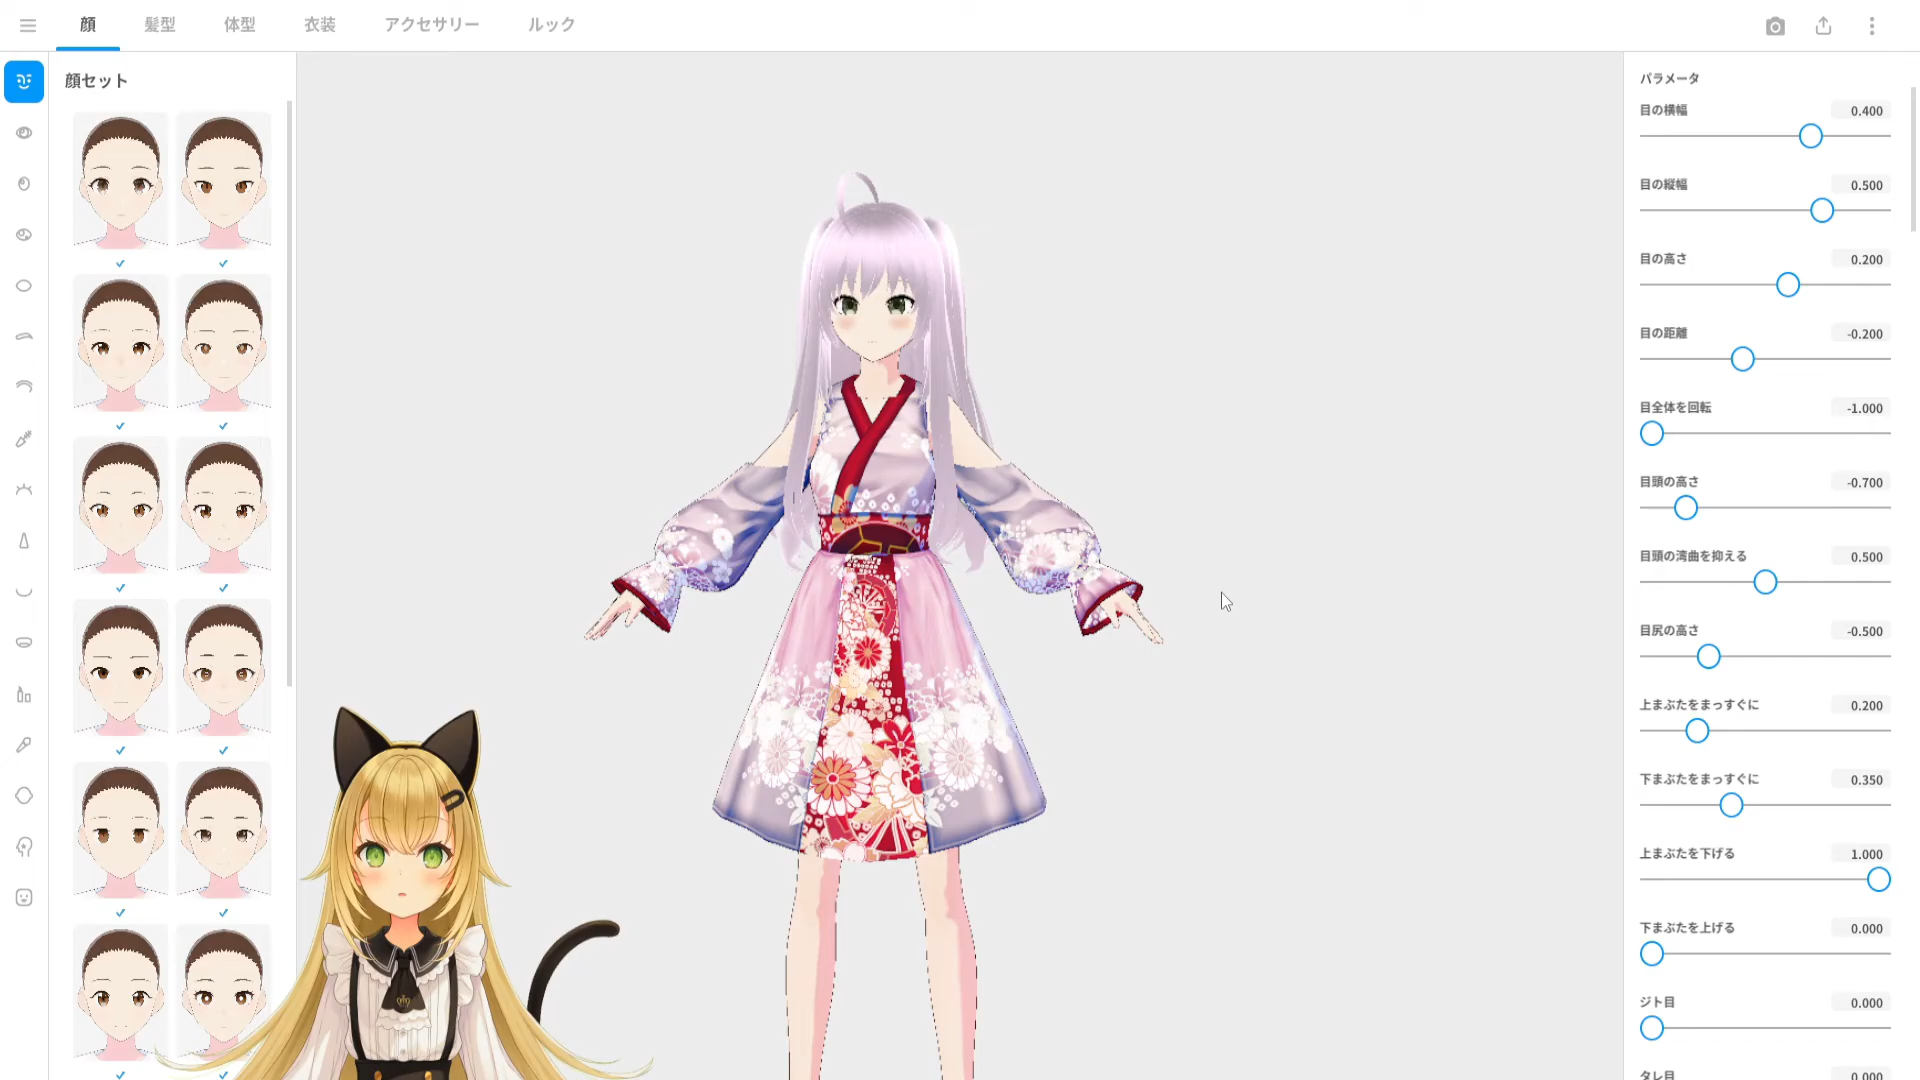 顔
髪型
体型
衣装
アクセサリー
ルック
顔セット
パラメータ
目の横幅
0.400
目の縦幅
0.500
目の高さ
0.200
目の距離
-0.200
目全体を回転
-1.000
目頭の高さ
-0.700
目頭の湾曲を抑える
0.500
目尻の高さ
-0.500
上まぶたをまっすぐに
0.200
下まぶたをまっすぐに
0.350
上まぶたを下げる
1.000
下まぶたを上げる
0.000
ジト目
0.000
タレ目
0.000